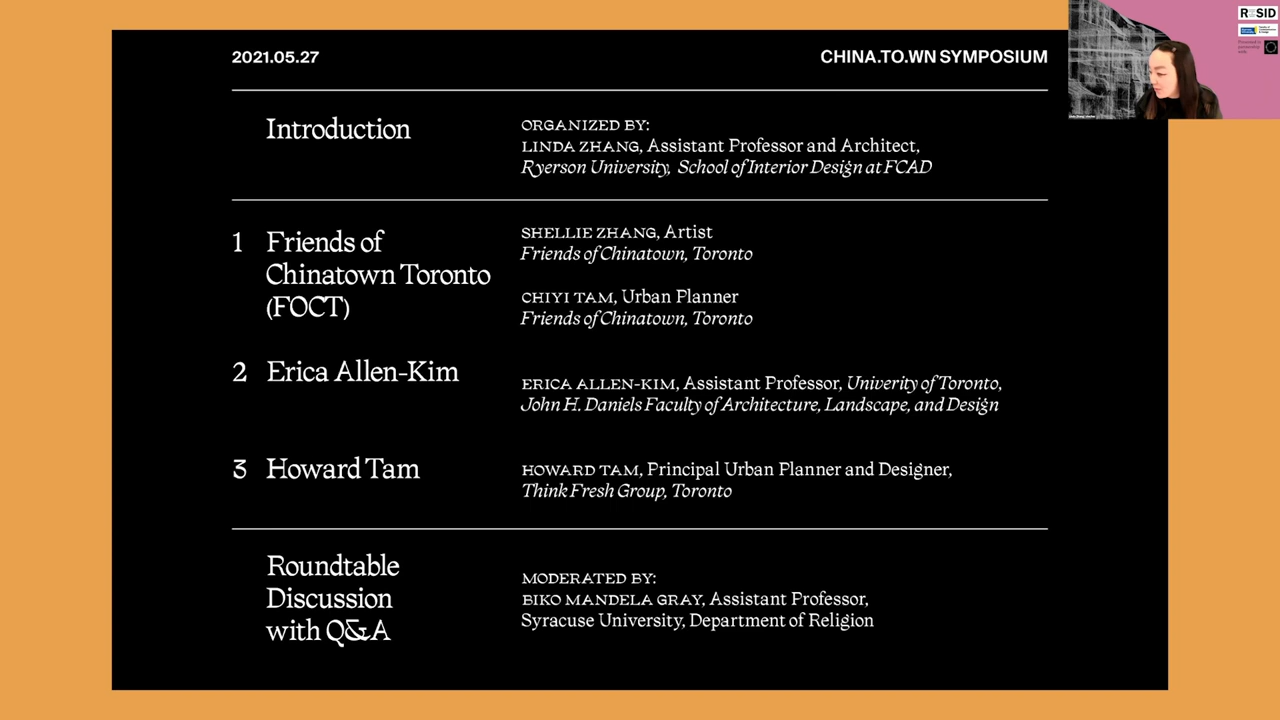 2021.05.27
CHINA.TO.WN SYMPOSIUM
Introduction
ORGANIZED BY:
LINDA ZHANG, Assistant Professor and Architect,
Ryerson University, School of Interior Design at FCAD
1 Friends of
Chinatown Toronto
(FOCT)
SHELLIE ZHANG, Artist
Friends of Chinatown, Toronto
CHIYI TAM, Urban Planner
Friends of Chinatown, Toronto
2 Erica Allen-Kim
ERICA ALLEN-KIM, Assistant Professor, Univerity of Toronto,
John H. Daniels Faculty of Architecture, Landscape, and Design
3 Howard Tam
HOWARD TAM, Principal Urban Planner and Designer,
Think Fresh Group, Toronto
Roundtable
Discussion
with Q&A
MODERATED BY:
BIKO MANDELA GRAY, Assistant Professor,
Syracuse University, Department of Religion